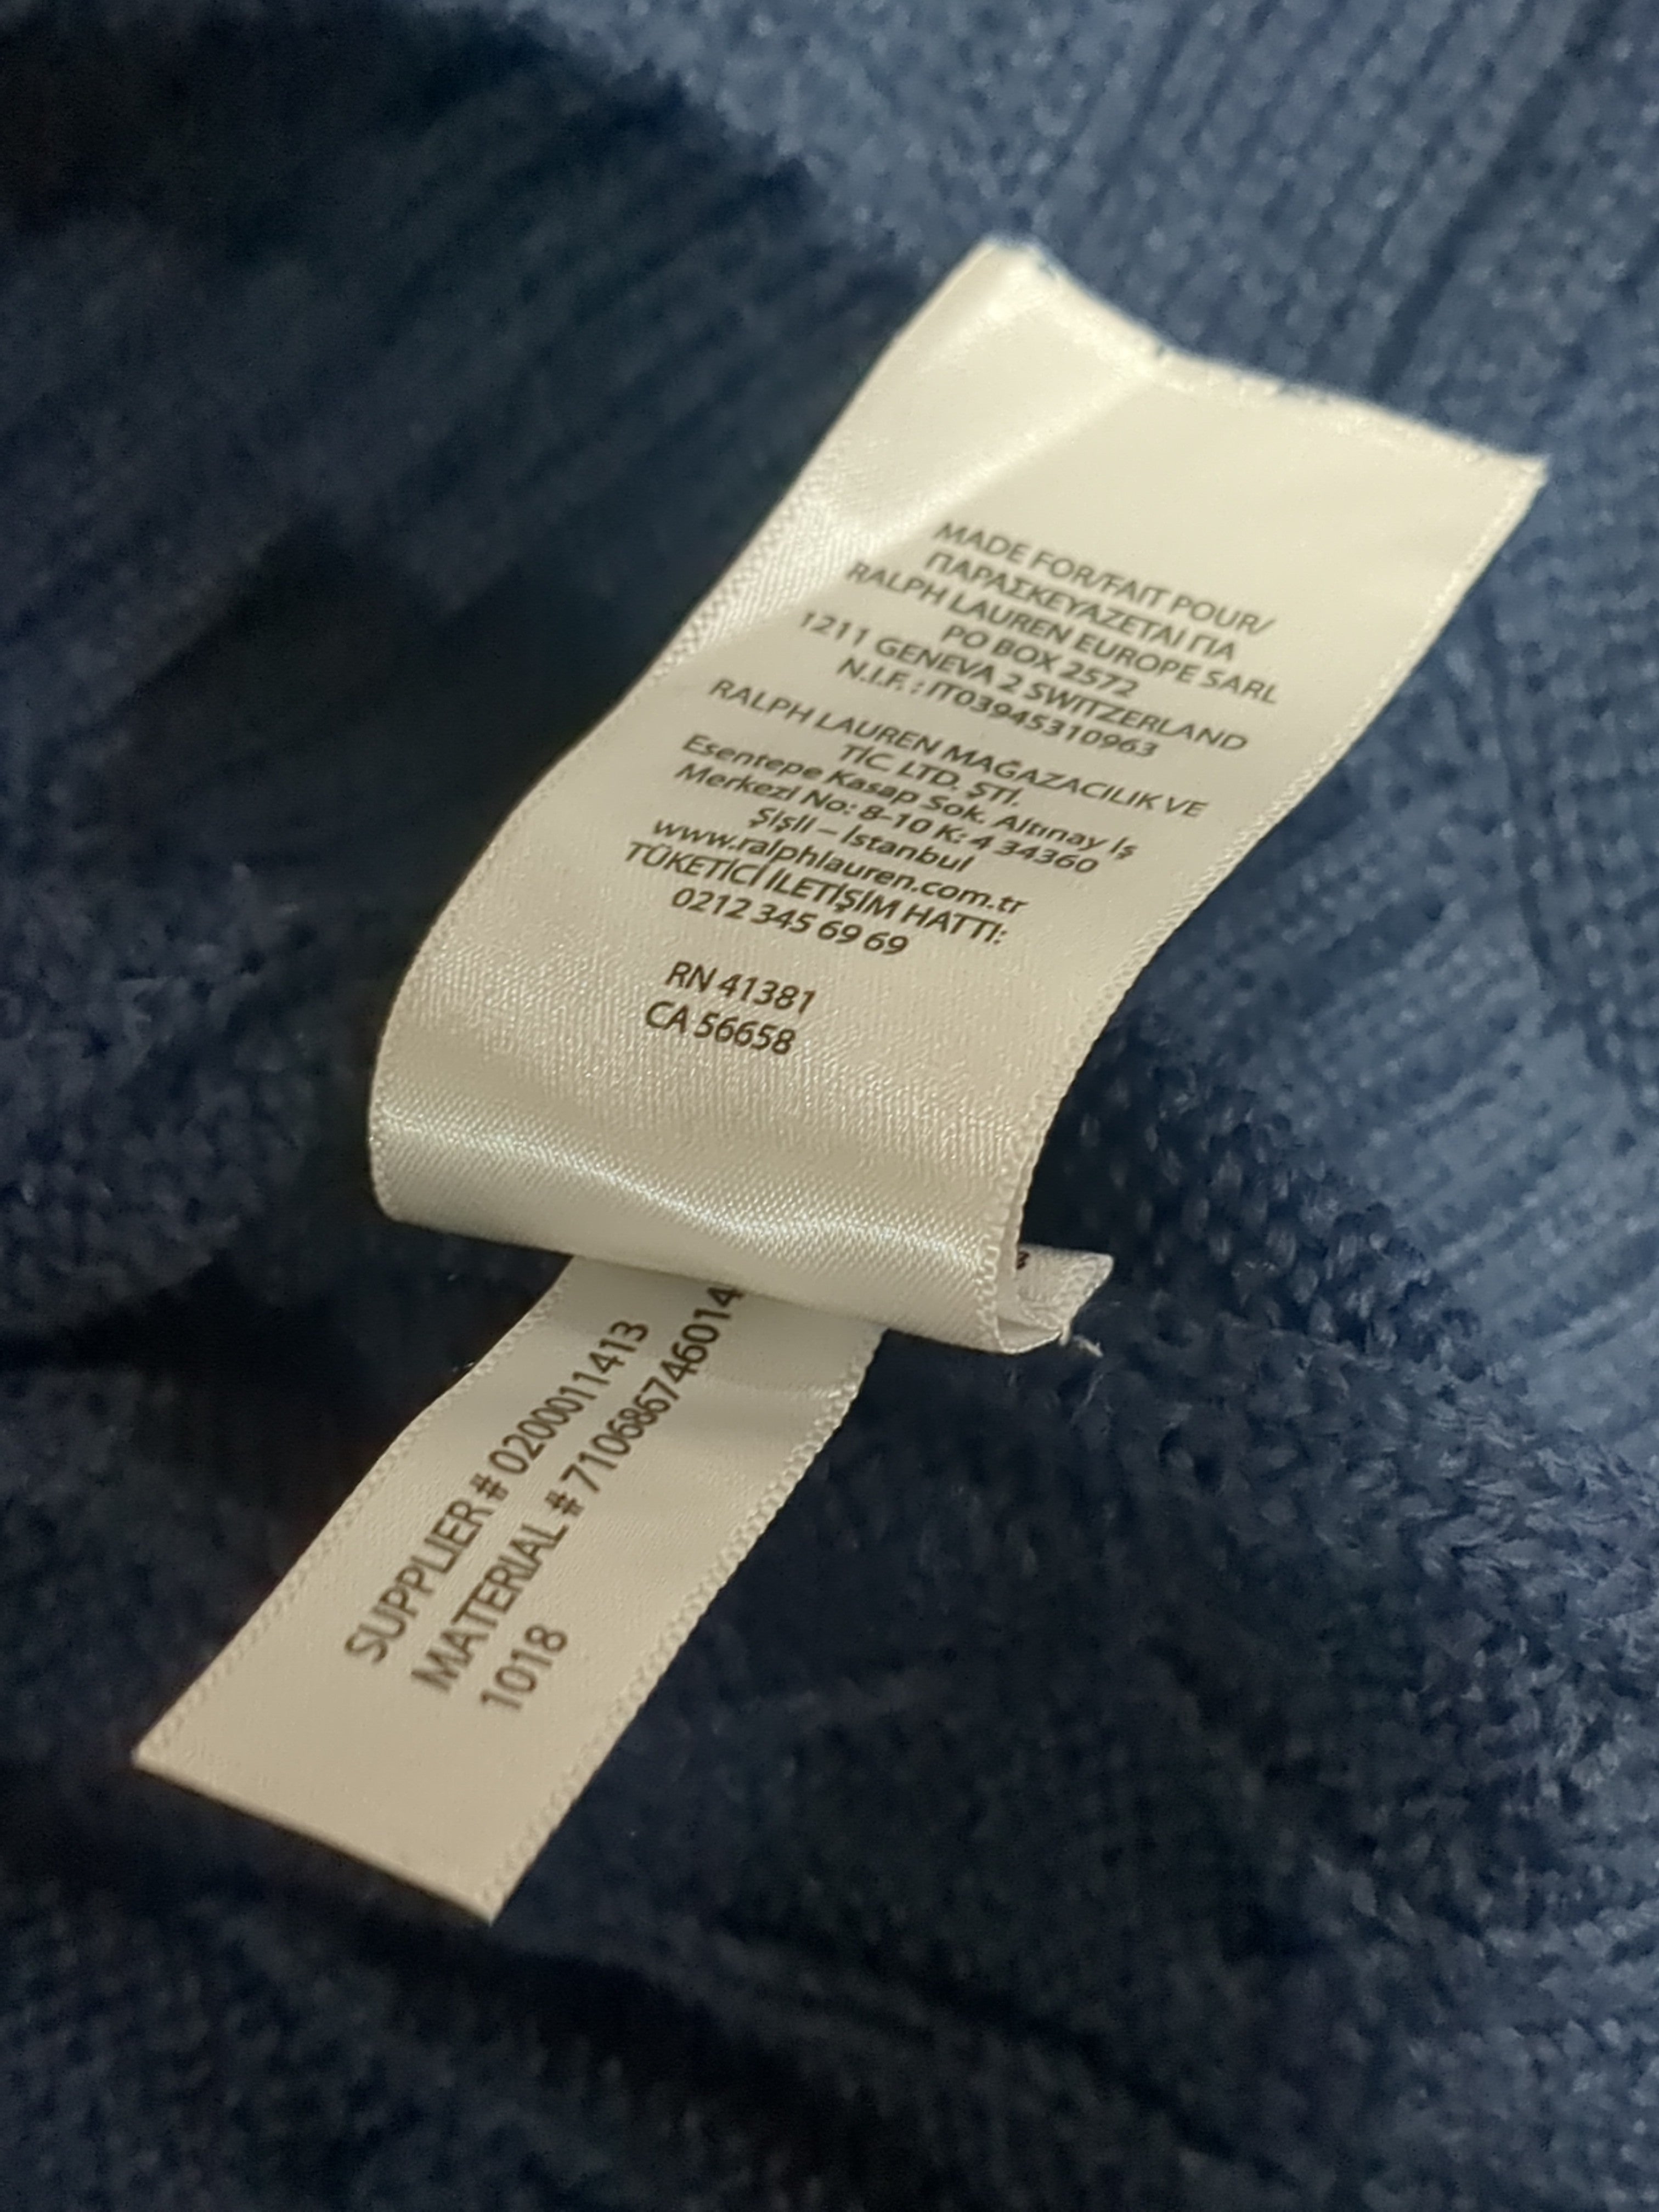 MADE FOR/FAIT POUR/
ΠΑΡΑΣΚΕΥΑΖΕΤΑΙ ΓΙΑ
RALPH LAUREN EUROPE SARL
PO BOX 2572
1211 GENEVA 2 SWITZERLAND
N.I.F. : IT03945310963
RALPH LAUREN MAĞAZACILIK VE
TİC. LTD. ŞTİ.
Esentepe Kasap Sok. Altınay İş
Merkezi No: 8-10 K: 4 34360
Şişli – İstanbul
www.ralphlauren.com.tr
TÜKETİCİ İLETİŞİM HATTI:
0212 345 69 69
RN 41381
CA 56658
SUPPLIER # 0200011413
MATERIAL # 710686746014
1018